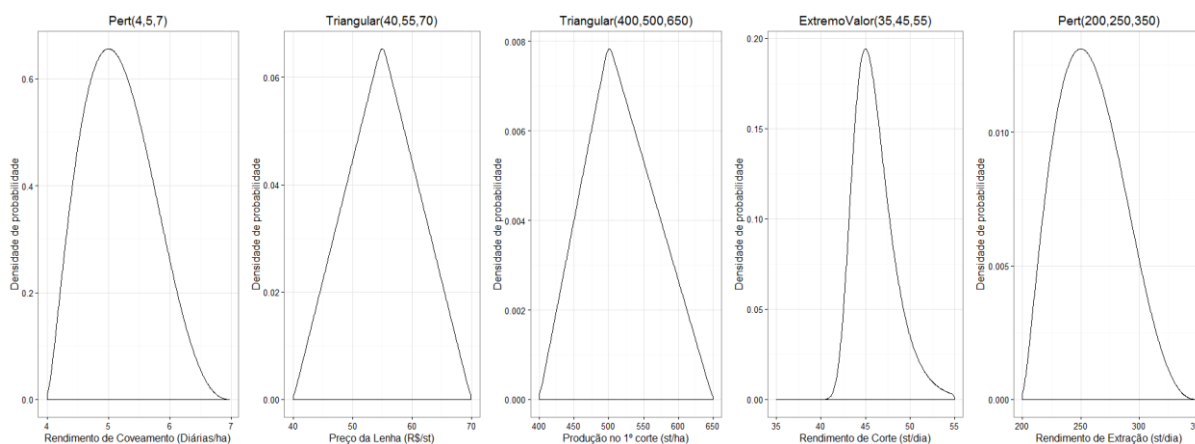 Pert(4,5,7)
Densidade de probabilidade
0.6
0.4
0.2
0.0
4 5 6 7
Rendimento de Coveamento (Diárias/ha)
Triangular(40,55,70)
Densidade de probabilidade
0.06
0.04
0.02
0.00
40 50 60 70
Preço da Lenha (R$/st)
Triangular(400,500,650)
Densidade de probabilidade
0.008
0.006
0.004
0.002
0.000
400 450 500 550 600 650
Produção no 1º corte (st/ha)
ExtremoValor(35,45,55)
Densidade de probabilidade
0.20
0.15
0.10
0.05
0.00
35 40 45 50 55
Rendimento de Corte (st/dia)
Pert(200,250,350)
Densidade de probabilidade
0.010
0.005
0.000
200 250 300
Rendimento de Extração (st/dia)